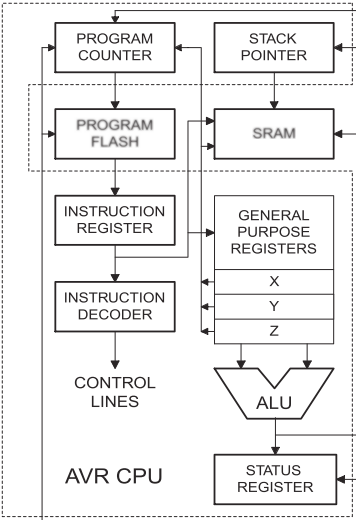 PROGRAM
COUNTER
STACK
POINTER
PROGRAM
FLASH
SRAM
INSTRUCTION
REGISTER
GENERAL
PURPOSE
REGISTERS
X
Y
Z
INSTRUCTION
DECODER
CONTROL
LINES
ALU
AVR CPU
STATUS
REGISTER